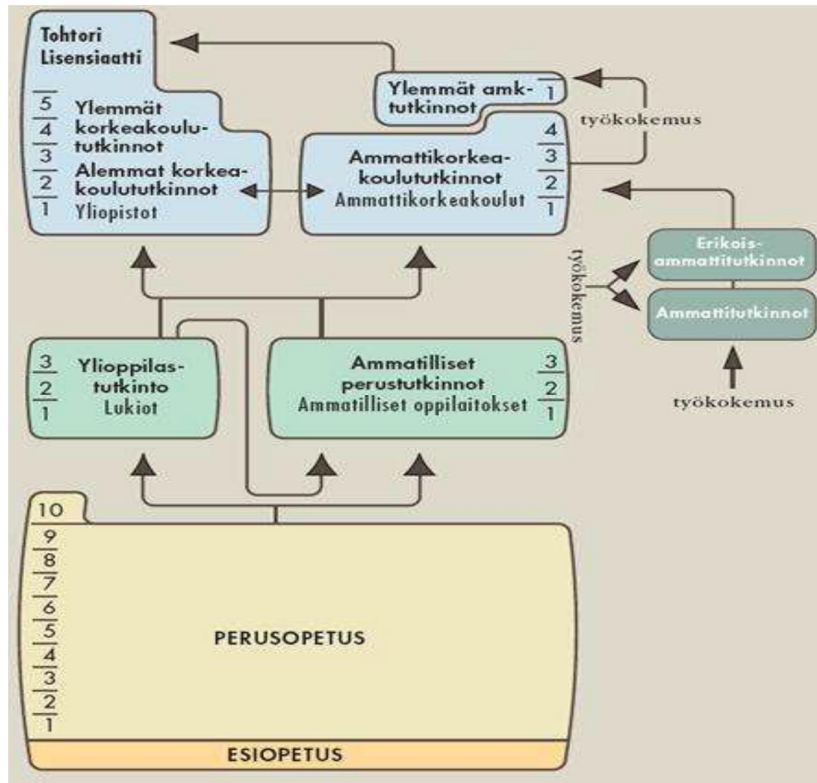 Tohtori
Lisensiaatti
5
4
3
2
1
Ylemmät
korkeakoulu-
tutkinnot
Alemmat korkea-
koulututkinnot
Yliopistot
Ylemmät amk-
tutkinnot
1
työkokemus
Ammattikorkea-
koulututkinnot
Ammattikorkeakoulut
4
3
2
1
Erikois-
ammattitutkinnot
Ammattitutkinnot
työkokemus
työkokemus
3
2
1
Ylioppilas-
tutkinto
Lukiot
Ammatilliset
perustutkinnot
Ammatilliset oppilaitokset
3
2
1
10
9
8
7
6
5
4
3
2
1
PERUSOPETUS
ESIOPETUS